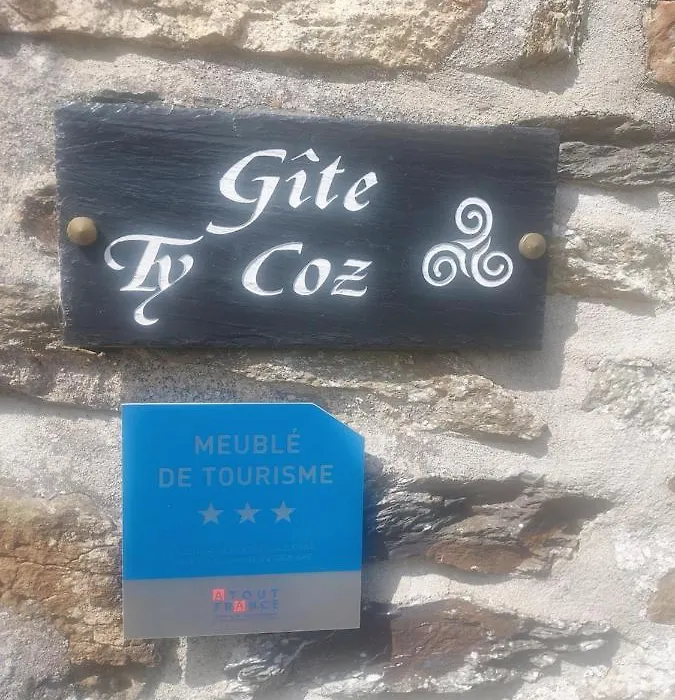 Gîte
Ty Coz
MEUBLÉ
DE TOURISME
ATOUT
FRANCE